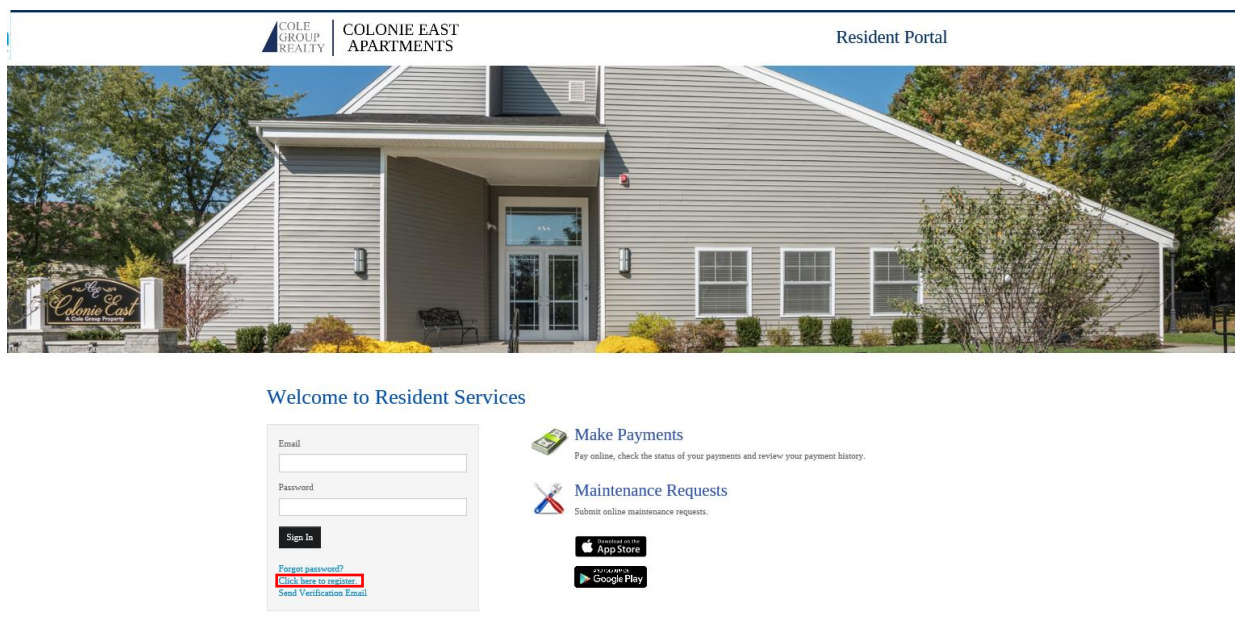 COLE
GROUP
REALTY
COLONIE EAST
APARTMENTS
Resident Portal
Colonie East
A Cole Group Property
Welcome to Resident Services
Email
Password
Sign In
Forgot password?
Click here to register.
Send Verification Email
Make Payments
Pay online, check the status of your payments and review your payment history.
Maintenance Requests
Submit online maintenance requests.
Download on the
App Store
Google Play